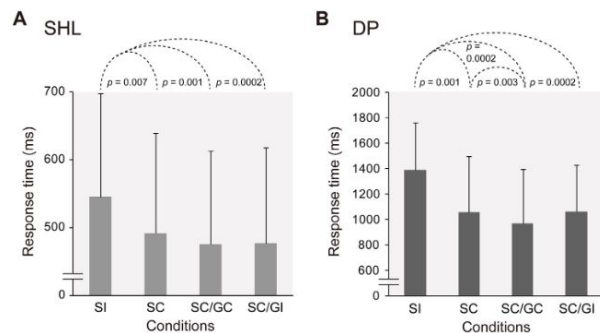 A SHL
p = 0.007 p = 0.001 p = 0.0002
700
600
500
0
Response time (ms)
SI SC SC/GC SC/GI
Conditions
B DP
p =
0.0002
p = 0.001 p = 0.003 p = 0.0002
2000
1800
1600
1400
1200
1000
800
600
0
Response time (ms)
SI SC SC/GC SC/GI
Conditions